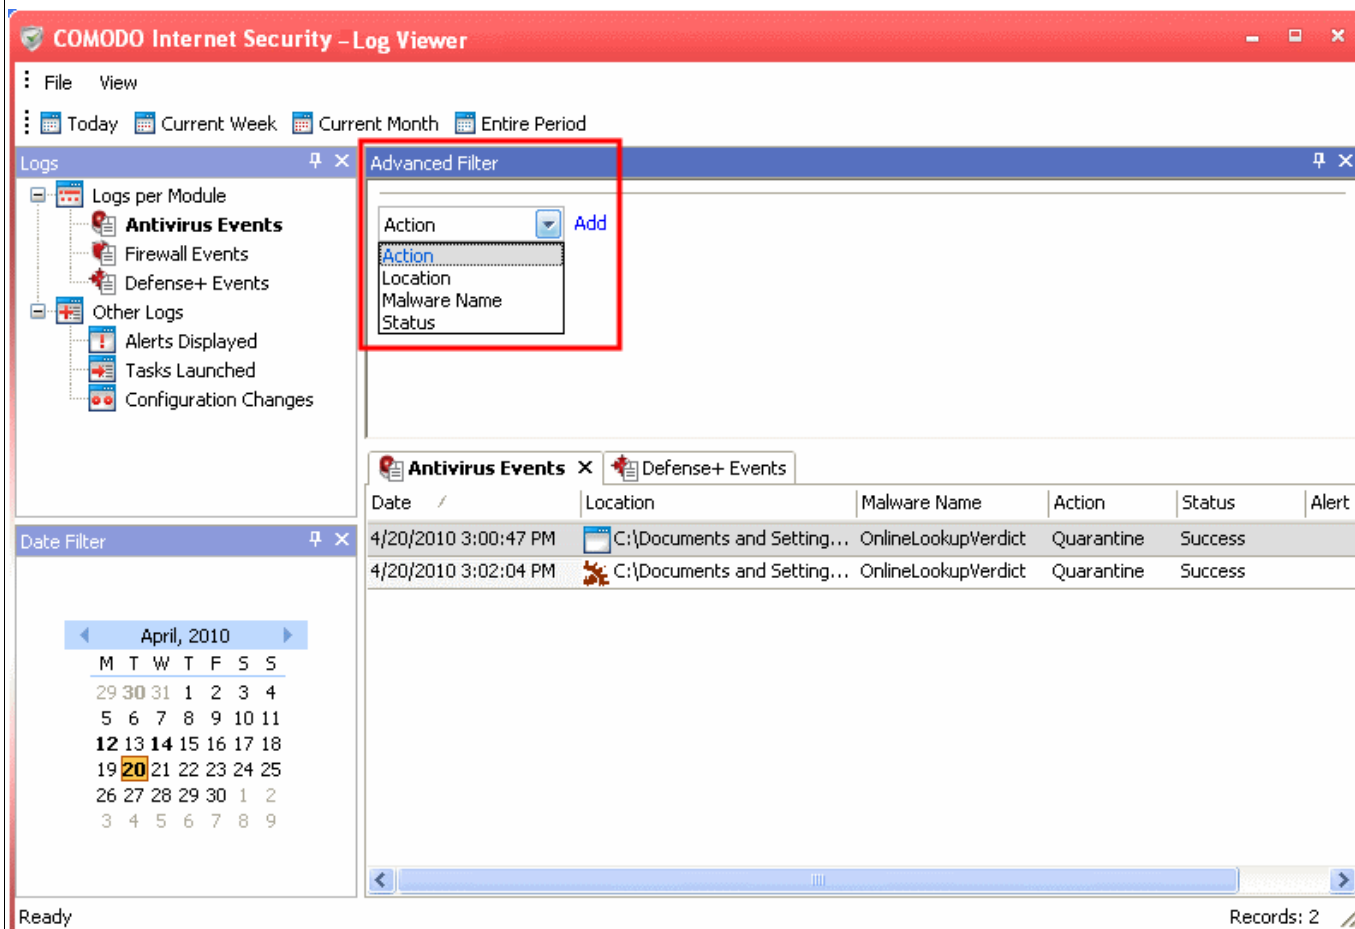 COMODO Internet Security – Log Viewer
File View
Today Current Week Current Month Entire Period
Logs
Logs per Module
Antivirus Events
Firewall Events
Defense+ Events
Other Logs
Alerts Displayed
Tasks Launched
Configuration Changes
Advanced Filter
Action Add
Action
Location
Malware Name
Status
Antivirus Events Defense+ Events
Date Location Malware Name Action Status Alert
4/20/2010 3:00:47 PM C:\Documents and Setting... OnlineLookupVerdict Quarantine Success
4/20/2010 3:02:04 PM C:\Documents and Setting... OnlineLookupVerdict Quarantine Success
Date Filter
April, 2010
M T W T F S S
29 30 31 1 2 3 4
5 6 7 8 9 10 11
12 13 14 15 16 17 18
19 20 21 22 23 24 25
26 27 28 29 30 1 2
3 4 5 6 7 8 9
Ready Records: 2